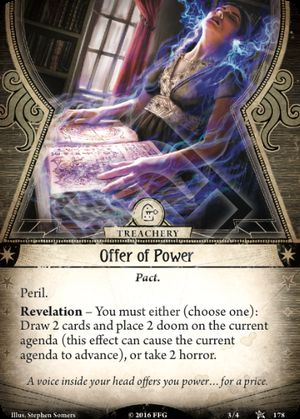 TREACHERY
Offer of Power
Pact.
Peril.
Revelation – You must either (choose one):
Draw 2 cards and place 2 doom on the current
agenda (this effect can cause the current
agenda to advance), or take 2 horror.
A voice inside your head offers you power…for a price.
Illus. Stephen Somers © 2016 FFG 3/4 178